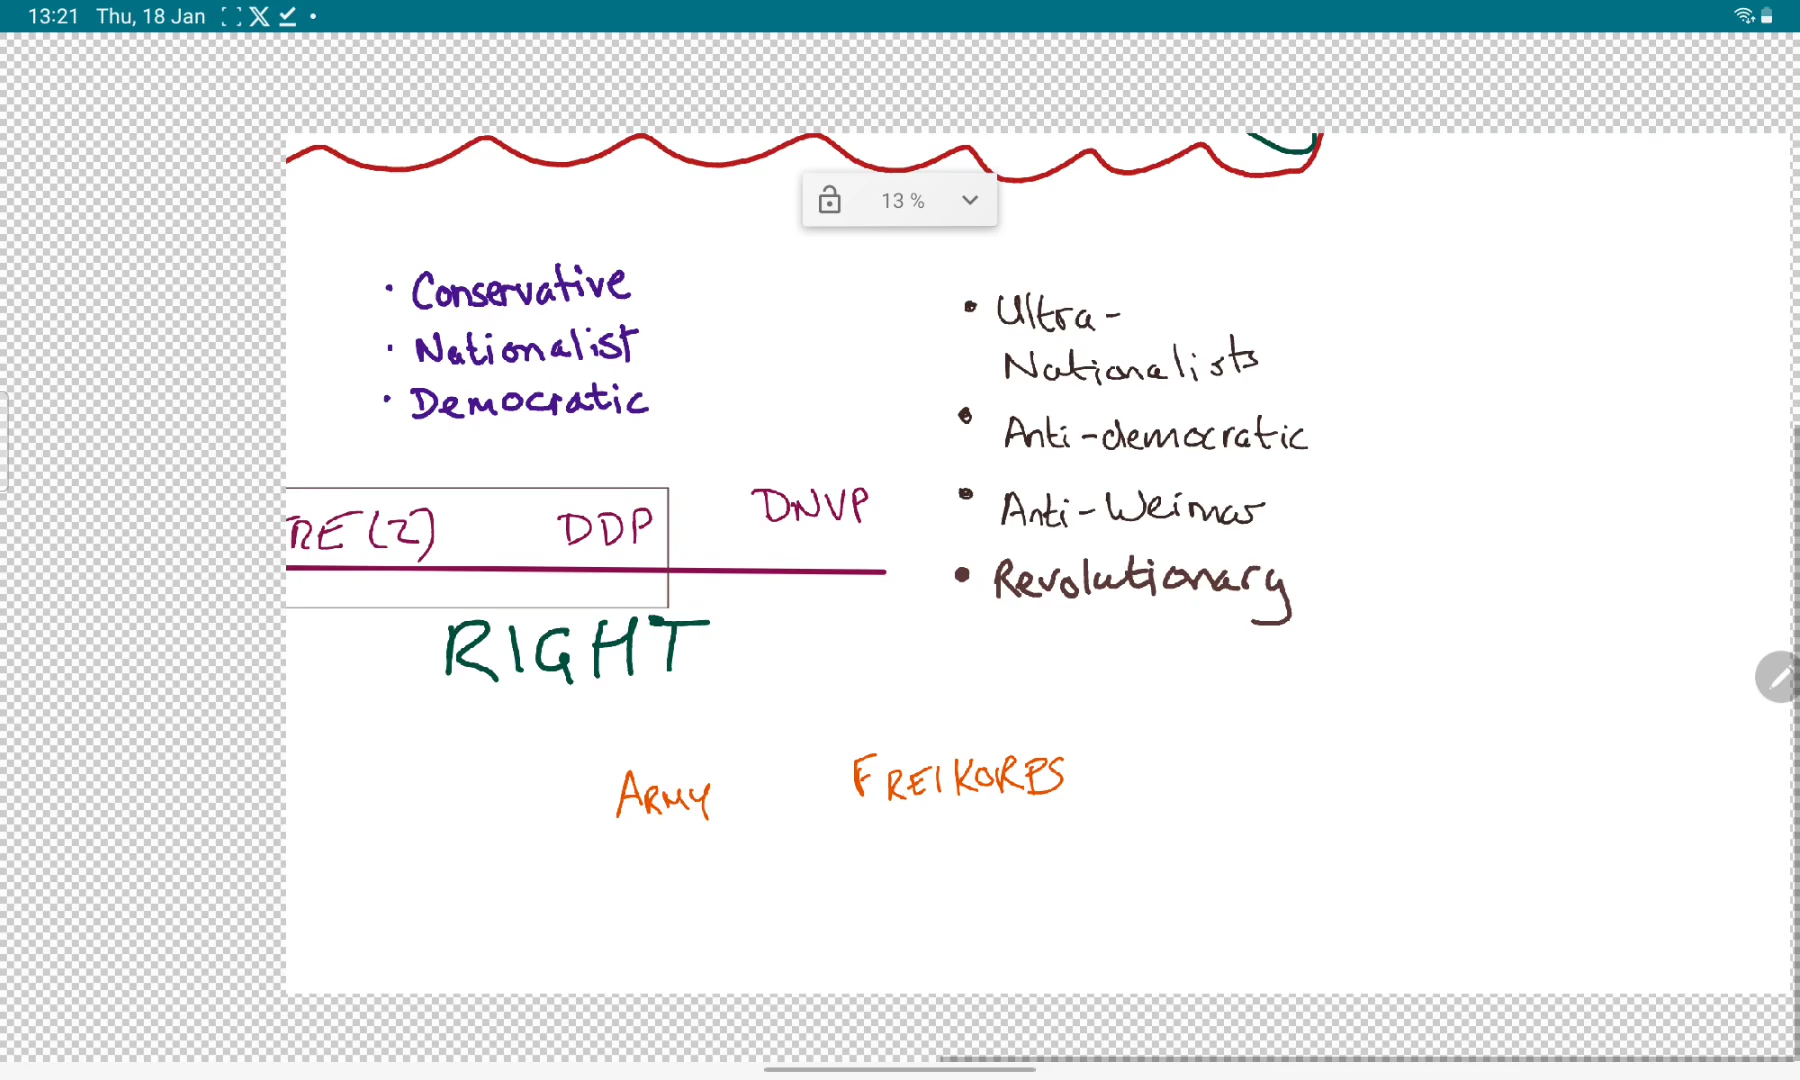 13:21 Thu, 18 Jan
13 %
· Conservative
· Nationalist
· Democratic
• Ultra-
Nationalists
• Anti-democratic
• Anti-Weimar
• Revolutionary
RE(Z) DDP DNVP
RIGHT
ARMY FREIKORPS